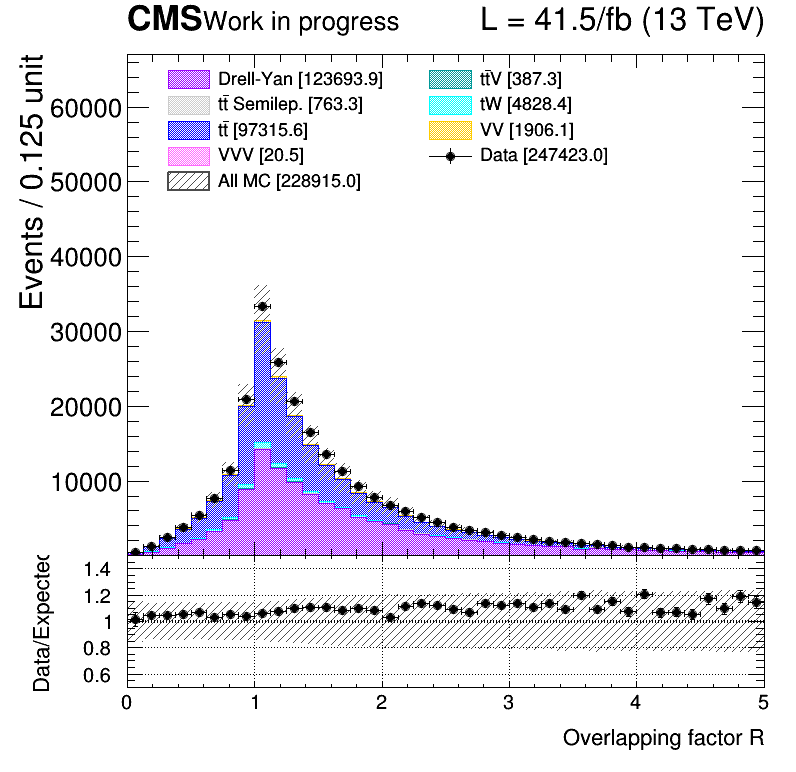 CMS Work in progress L = 41.5/fb (13 TeV)
Events / 0.125 unit
Drell-Yan [123693.9]
tt̄ Semilep. [763.3]
tt̄ [97315.6]
VVV [20.5]
All MC [228915.0]
tt̄V [387.3]
tW [4828.4]
VV [1906.1]
Data [247423.0]
60000
50000
40000
30000
20000
10000
Data/Expected
1.4
1.2
1
0.8
0.6
0 1 2 3 4 5
Overlapping factor R